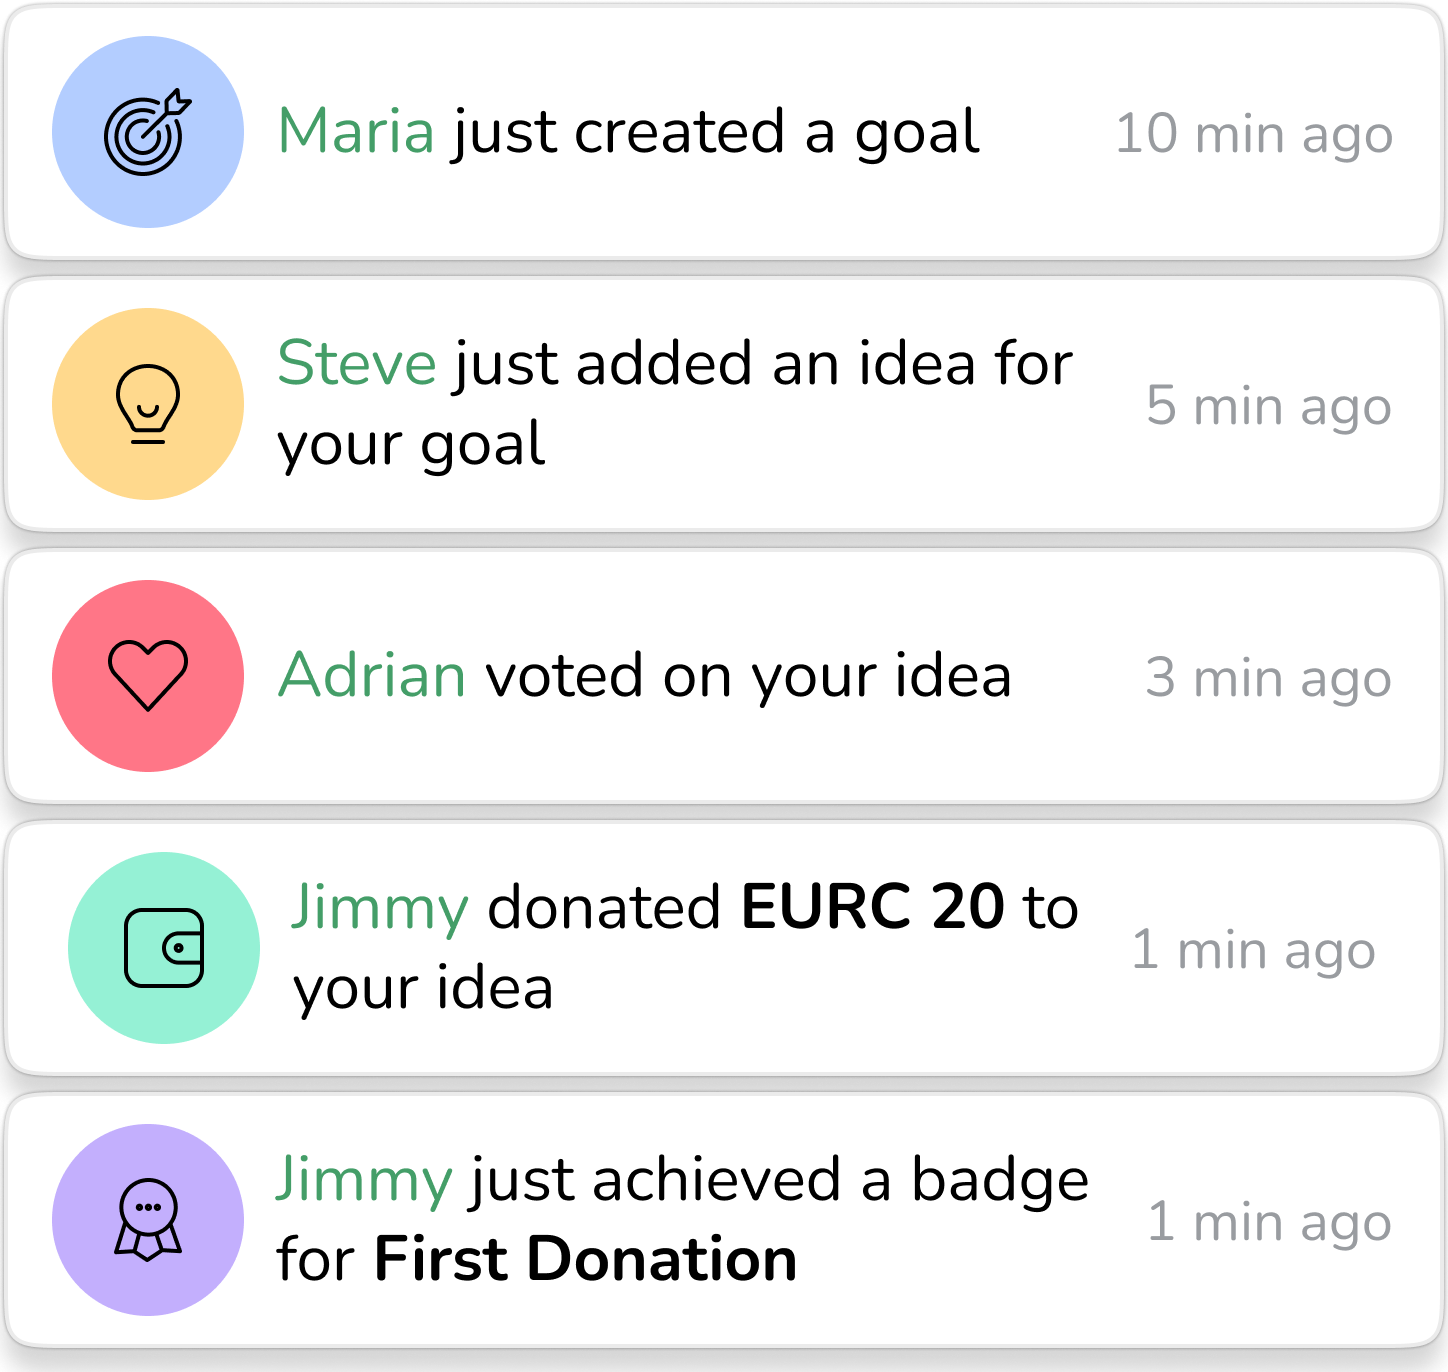 Maria just created a goal
10 min ago
Steve just added an idea for
your goal
5 min ago
Adrian voted on your idea
3 min ago
Jimmy donated EURC 20 to
your idea
1 min ago
Jimmy just achieved a badge
for First Donation
1 min ago